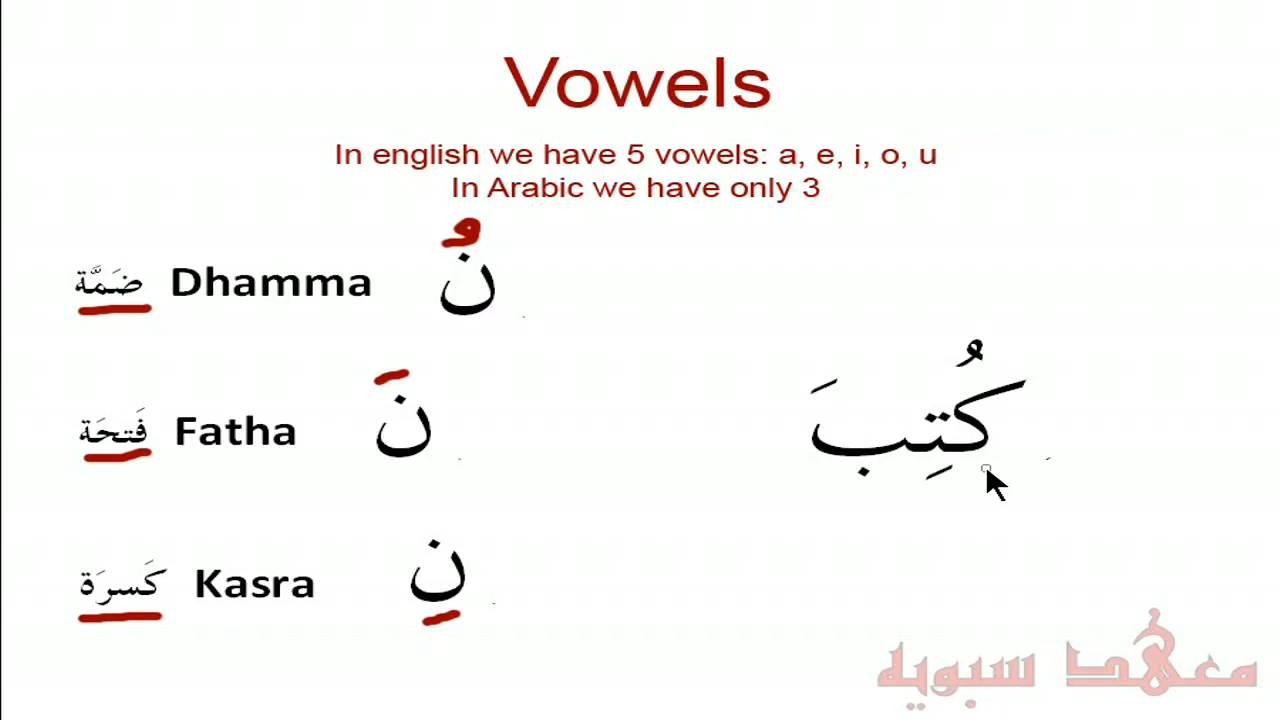 Vowels
In english we have 5 vowels: a, e, i, o, u
In Arabic we have only 3
ضَمَّة Dhamma نُ
فَتحَة Fatha نَ
كُتِبَ
كَسرَة Kasra نِ
معهد سبويه